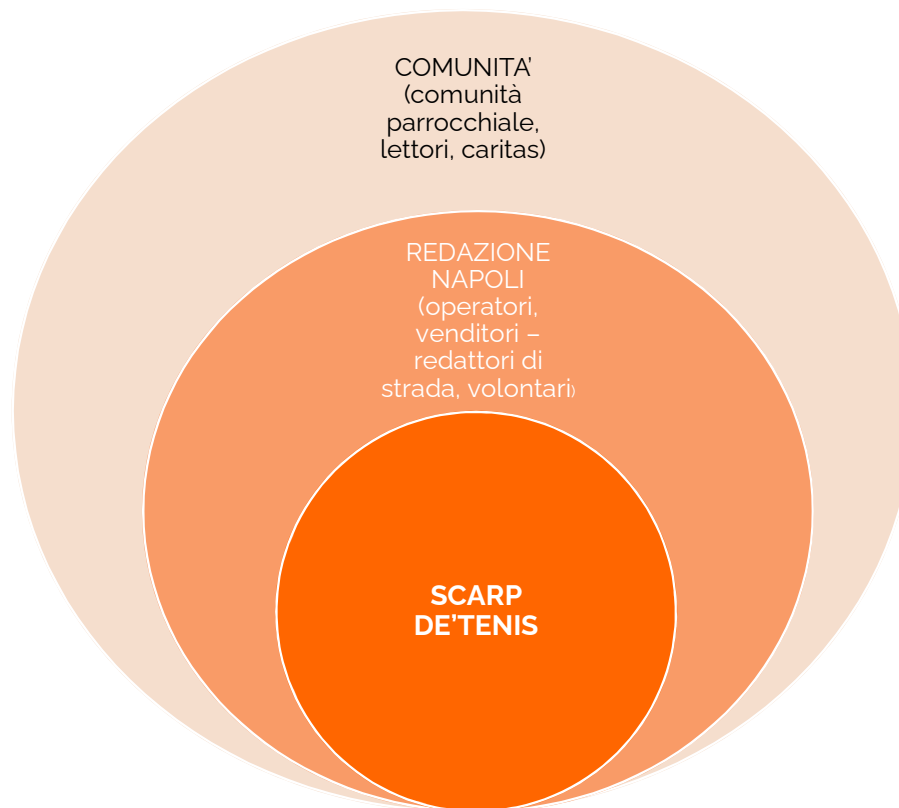 COMUNITA’
(comunità
parrocchiale,
lettori, caritas)
REDAZIONE
NAPOLI
(operatori,
venditori –
redattori di
strada, volontari)
SCARP
DE’TENIS